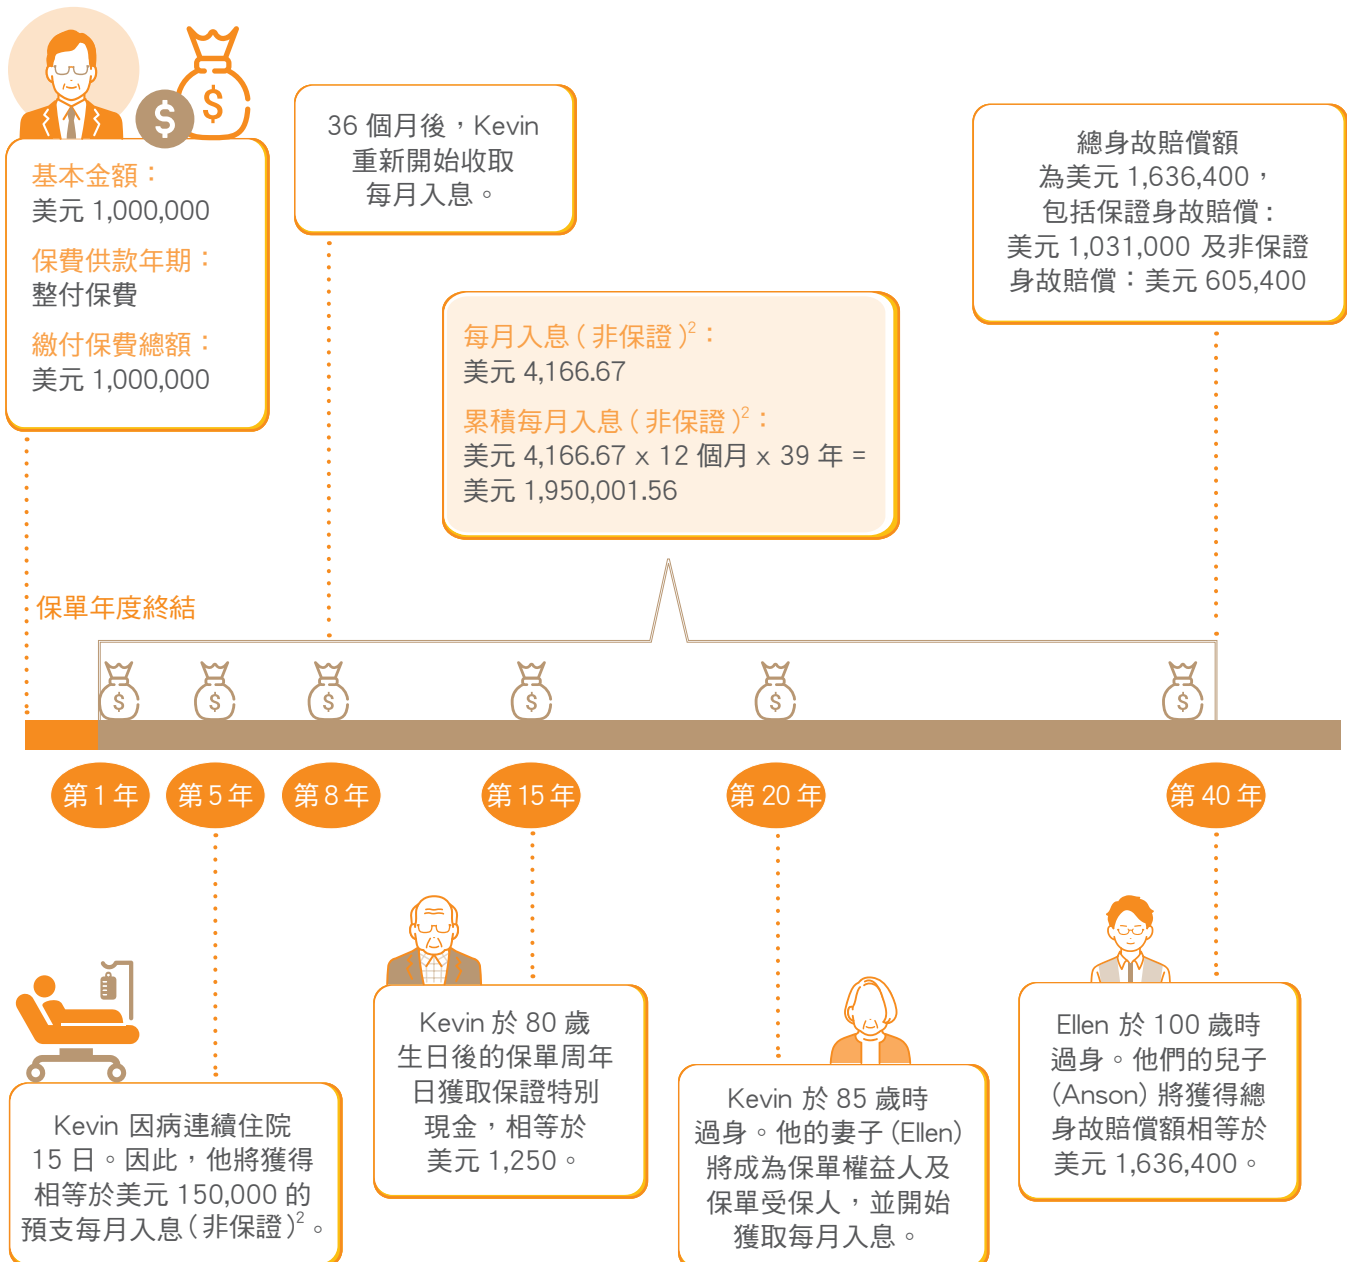 基本金額：
美元 1,000,000
保費供款年期：
整付保費
繳付保費總額：
美元 1,000,000
36 個月後，Kevin
重新開始收取
每月入息。
總身故賠償額
為美元 1,636,400，
包括保證身故賠償：
美元 1,031,000 及非保證
身故賠償：美元 605,400
每月入息（非保證）²：
美元 4,166.67
累積每月入息（非保證）²：
美元 4,166.67 x 12 個月 x 39 年 =
美元 1,950,001.56
保單年度終結
$
$
$
$
$
$
$
$
第 1 年
第 5 年
第 8 年
第 15 年
第 20 年
第 40 年
Kevin 因病連續住院
15 日。因此，他將獲得
相等於美元 150,000 的
預支每月入息（非保證）²。
Kevin 於 80 歲
生日後的保單周年
日獲取保證特別
現金，相等於
美元 1,250。
Kevin 於 85 歲時
過身。他的妻子 (Ellen)
將成為保單權益人及
保單受保人，並開始
獲取每月入息。
Ellen 於 100 歲時
過身。他們的兒子
(Anson) 將獲得總
身故賠償額相等於
美元 1,636,400。